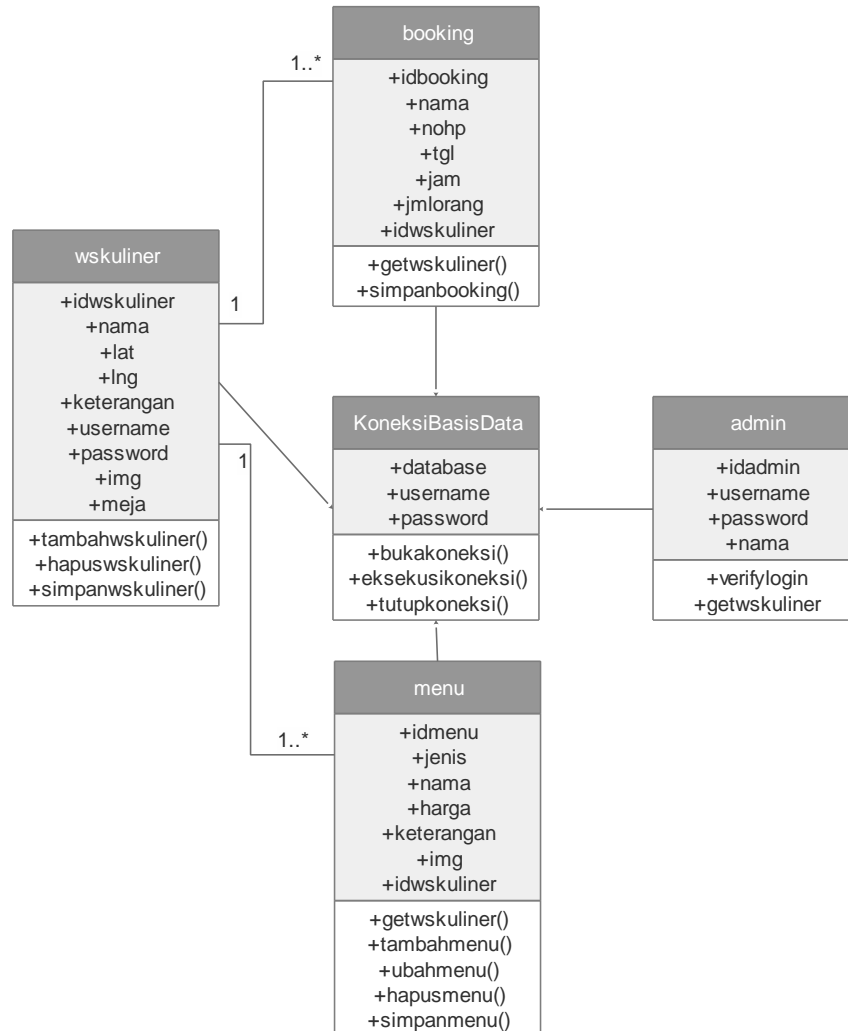 booking
+idbooking
+nama
+nohp
+tgl
+jam
+jmlorang
+idwskuliner
+getwskuliner()
+simpanbooking()
1..*
1
wskuliner
+idwskuliner
+nama
+lat
+lng
+keterangan
+username
+password
+img
+meja
+tambahwskuliner()
+hapuswskuliner()
+simpanwskuliner()
1
1..*
KoneksiBasisData
+database
+username
+password
+bukakoneksi()
+eksekusikoneksi()
+tutupkoneksi()
admin
+idadmin
+username
+password
+nama
+verifylogin
+getwskuliner
menu
+idmenu
+jenis
+nama
+harga
+keterangan
+img
+idwskuliner
+getwskuliner()
+tambahmenu()
+ubahmenu()
+hapusmenu()
+simpanmenu()